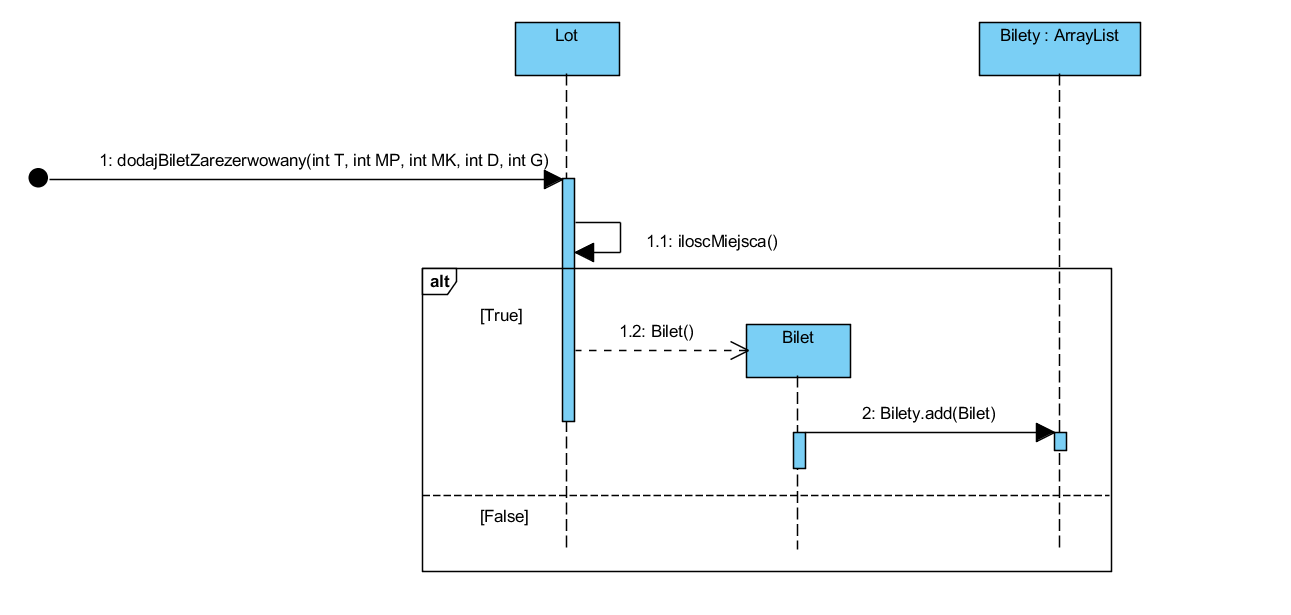 Lot
Bilety : ArrayList
1: dodajBiletZarezerwowany(int T, int MP, int MK, int D, int G)
1.1: iloscMiejsca()
alt
[True]
1.2: Bilet()
Bilet
2: Bilety.add(Bilet)
[False]